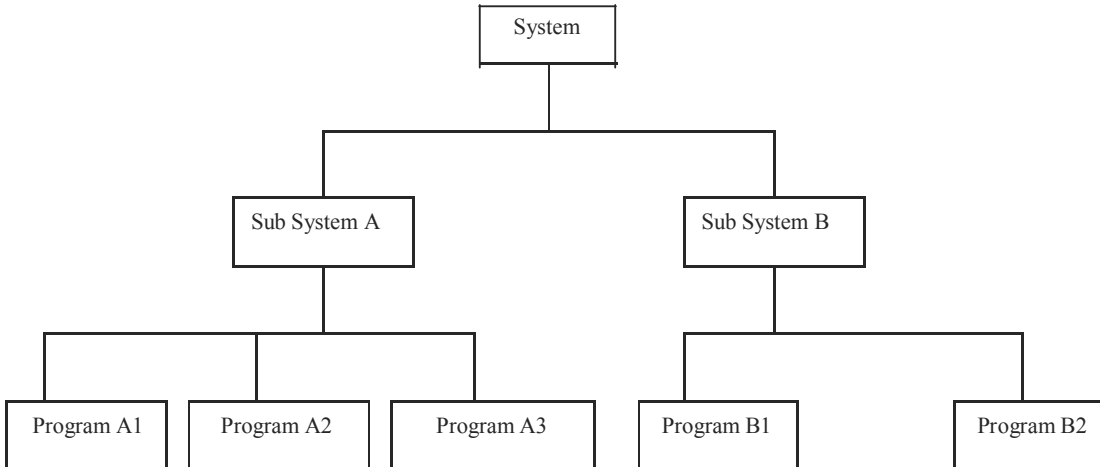 System
Sub System A
Sub System B
Program A1
Program A2
Program A3
Program B1
Program B2